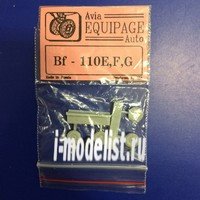 Avia
EQUIPAGE
Auto
Bf - 110E,F,G
Made in Russia
i-modelist.ru